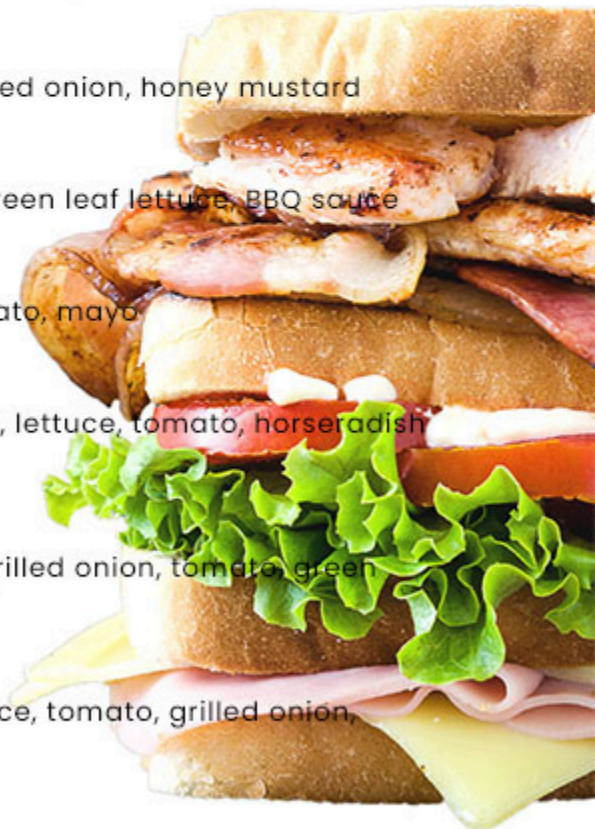 ed onion, honey mustard
reen leaf lettuce, BBQ sauce
ato, mayo
, lettuce, tomato, horseradish
rilled onion, tomato, green
ce, tomato, grilled onion,